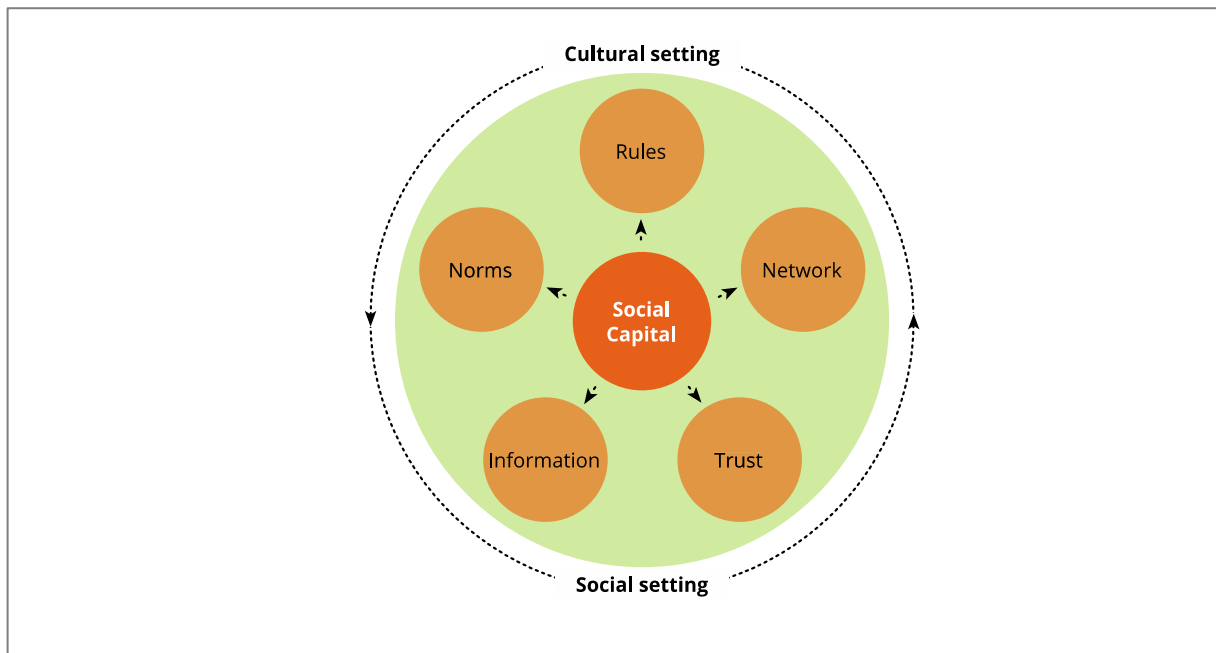 Cultural setting
Rules
Norms
Network
Social
Capital
Information
Trust
Social setting